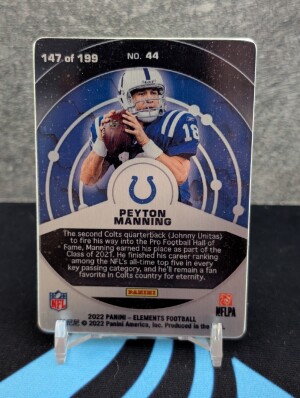 147 of 199
NO. 44
18
PEYTON
MANNING
The second Colts quarterback (Johnny Unitas)
to fire his way into the Pro Football Hall of
Fame, Manning earned his place as part of the
Class of 2021. He finished his career ranking
among the NFL's all-time top five in every
key passing category, and he'll remain a fan
favorite in Colts country for eternity.
PANINI
NFL
NFLPA
2022 PANINI - ELEMENTS FOOTBALL
© 2022 Panini America, Inc. Produced in the